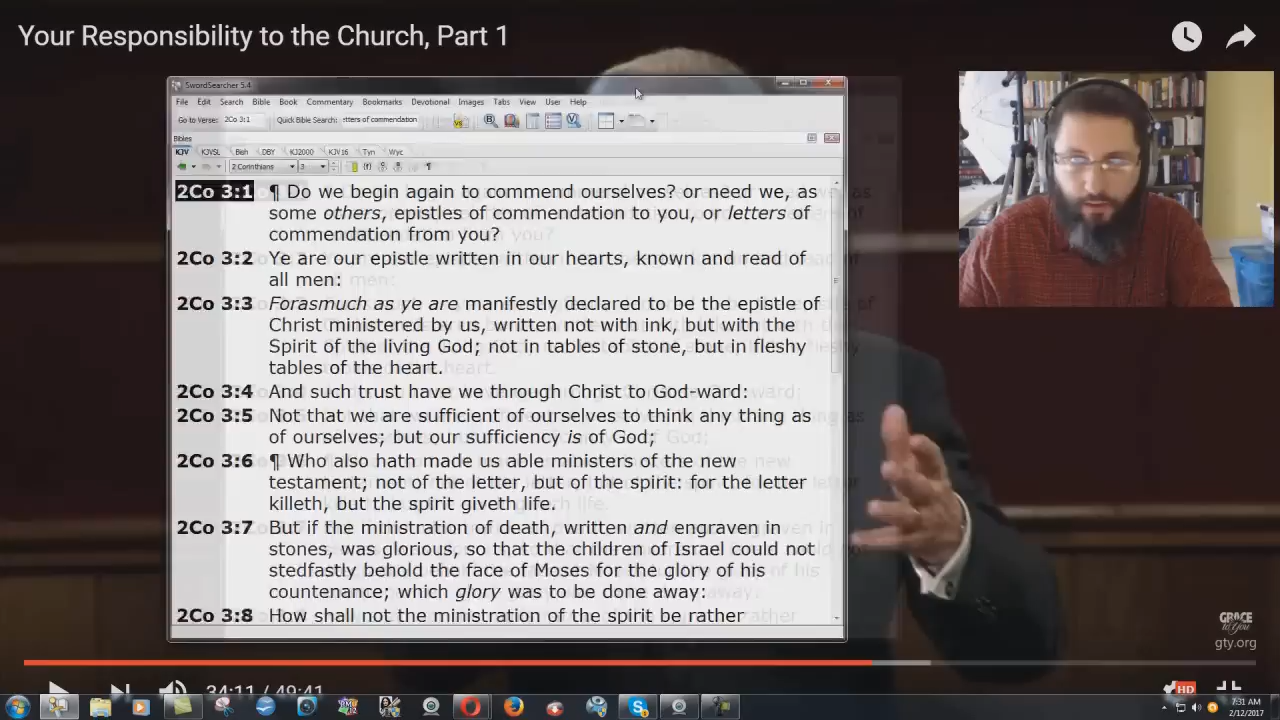 Your Responsibility to the Church, Part 1
SwordSearcher 5.4
File Edit Search Bible Book Commentary Bookmarks Devotional Images Tabs View User Help
Go to Verse: 2Co 3:1 Quick Bible Search: tters of commendation
Bibles
KJV KJVSL Bish DBY KJ2000 KJV16 Tyn Wyc
2 Corinthians 3
2Co 3:1 ¶ Do we begin again to commend ourselves? or need we, as
some others, epistles of commendation to you, or letters of
commendation from you?
2Co 3:2 Ye are our epistle written in our hearts, known and read of
all men:
2Co 3:3 Forasmuch as ye are manifestly declared to be the epistle of
Christ ministered by us, written not with ink, but with the
Spirit of the living God; not in tables of stone, but in fleshy
tables of the heart.
2Co 3:4 And such trust have we through Christ to God-ward:
2Co 3:5 Not that we are sufficient of ourselves to think any thing as
of ourselves; but our sufficiency is of God;
2Co 3:6 ¶ Who also hath made us able ministers of the new
testament; not of the letter, but of the spirit: for the letter
killeth, but the spirit giveth life.
2Co 3:7 But if the ministration of death, written and engraven in
stones, was glorious, so that the children of Israel could not
stedfastly behold the face of Moses for the glory of his
countenance; which glory was to be done away:
2Co 3:8 How shall not the ministration of the spirit be rather
GRACE to You
gty.org
34:11 / 49:41
HD
7:31 AM
2/12/2017